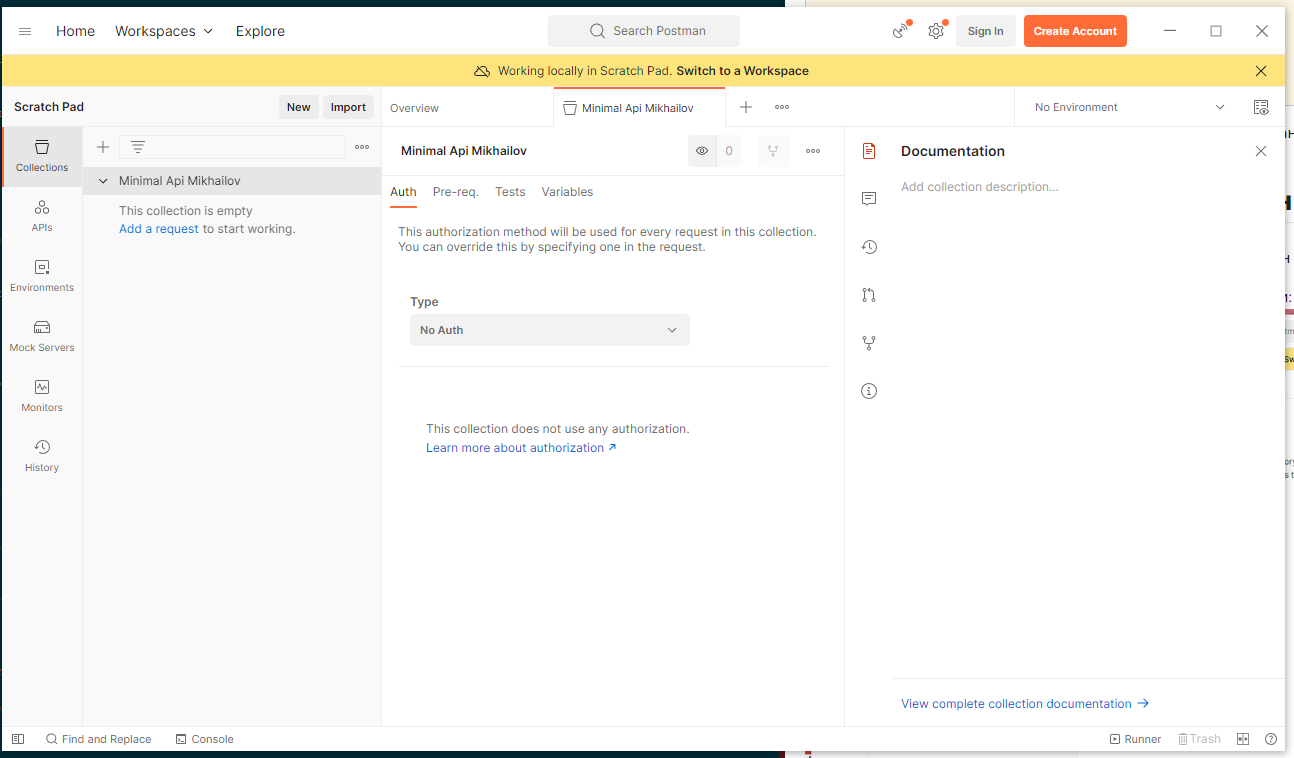 Home Workspaces Explore Search Postman Sign In Create Account
Working locally in Scratch Pad. Switch to a Workspace
Scratch Pad New Import Overview Minimal Api Mikhailov No Environment
Collections
APIs
Environments
Mock Servers
Monitors
History
Minimal Api Mikhailov
This collection is empty
Add a request to start working.
Minimal Api Mikhailov 0
Auth Pre-req. Tests Variables
This authorization method will be used for every request in this collection.
You can override this by specifying one in the request.
Type
No Auth
This collection does not use any authorization.
Learn more about authorization
Documentation
Add collection description...
View complete collection documentation
Find and Replace Console Runner Trash